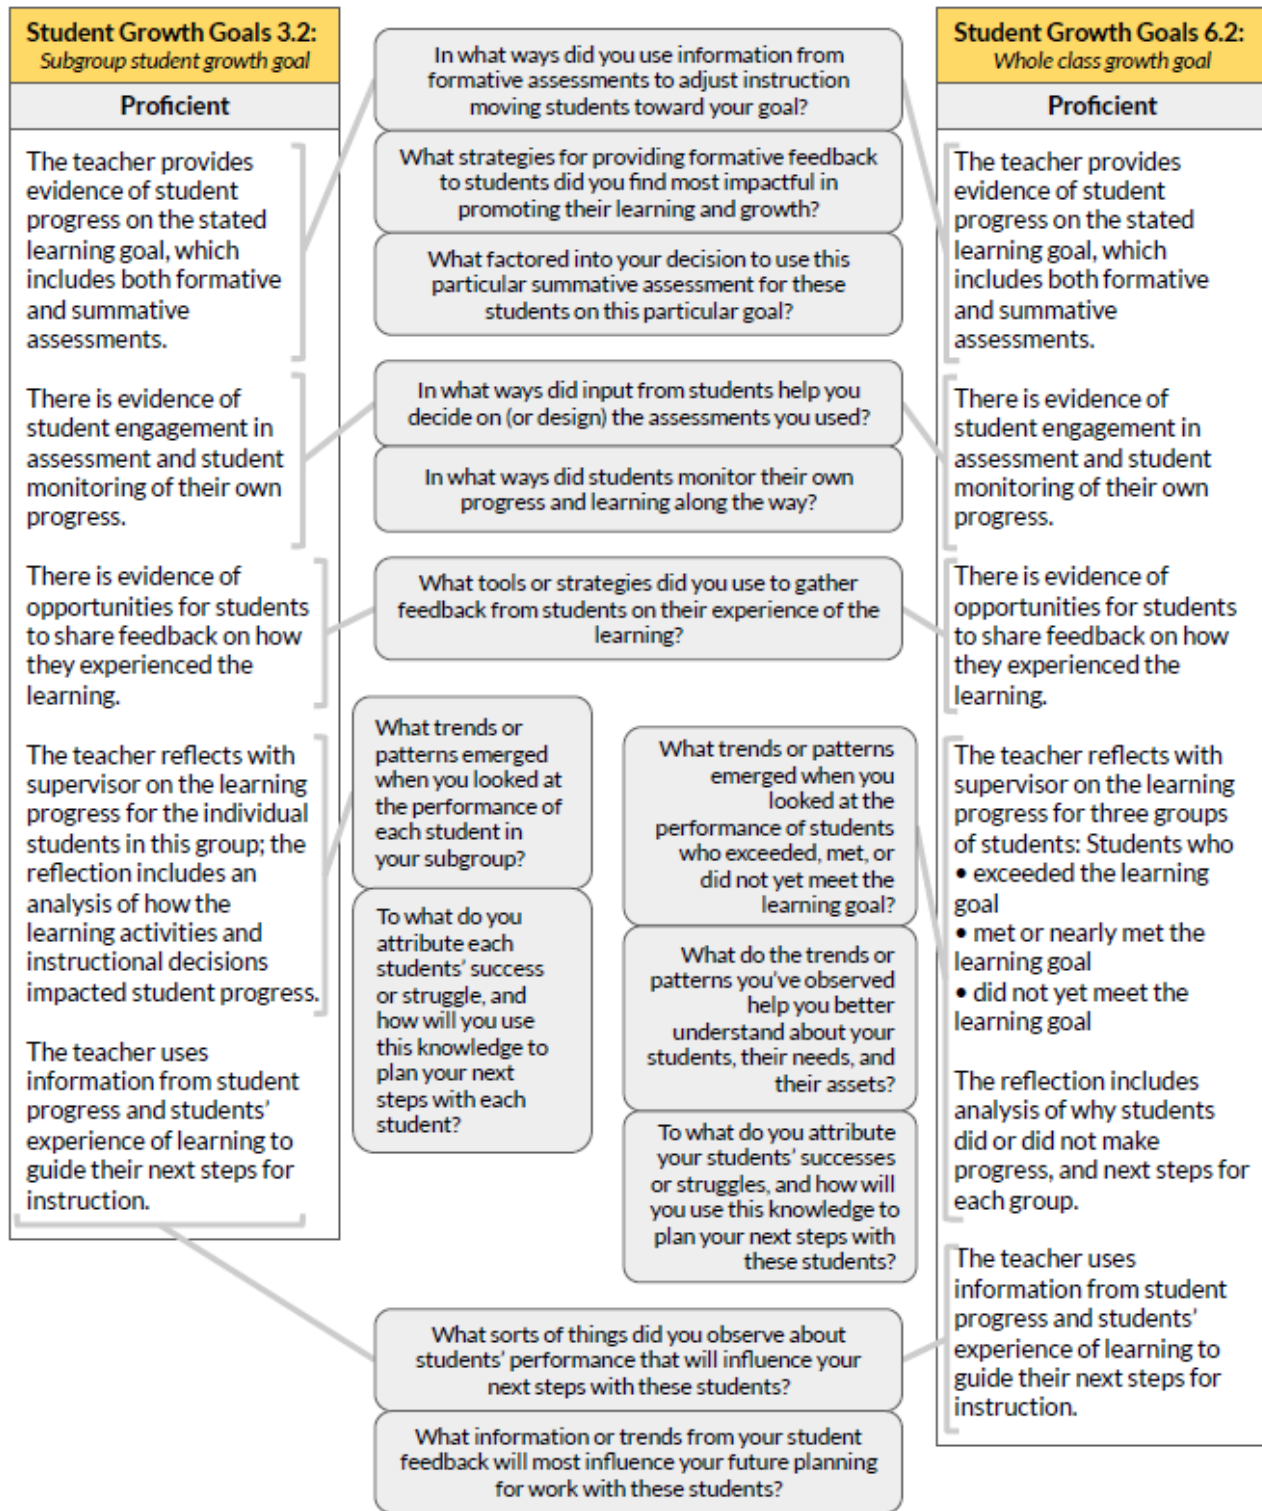 Student Growth Goals 3.2:
Subgroup student growth goal
Proficient
The teacher provides
evidence of student
progress on the stated
learning goal, which
includes both formative
and summative
assessments.
There is evidence of
student engagement in
assessment and student
monitoring of their own
progress.
There is evidence of
opportunities for students
to share feedback on how
they experienced the
learning.
The teacher reflects with
supervisor on the learning
progress for the individual
students in this group; the
reflection includes an
analysis of how the
learning activities and
instructional decisions
impacted student progress.
The teacher uses
information from student
progress and students’
experience of learning to
guide their next steps for
instruction.
In what ways did you use information from
formative assessments to adjust instruction
moving students toward your goal?
What strategies for providing formative feedback
to students did you find most impactful in
promoting their learning and growth?
What factored into your decision to use this
particular summative assessment for these
students on this particular goal?
In what ways did input from students help you
decide on (or design) the assessments you used?
In what ways did students monitor their own
progress and learning along the way?
What tools or strategies did you use to gather
feedback from students on their experience of the
learning?
What trends or
patterns emerged
when you looked at
the performance of
each student in
your subgroup?
To what do you
attribute each
students’ success
or struggle, and
how will you use
this knowledge to
plan your next
steps with each
student?
What trends or patterns
emerged when you
looked at the
performance of students
who exceeded, met, or
did not yet meet the
learning goal?
What do the trends or
patterns you’ve observed
help you better
understand about your
students, their needs, and
their assets?
To what do you attribute
your students’ successes
or struggles, and how will
you use this knowledge to
plan your next steps with
these students?
What sorts of things did you observe about
students’ performance that will influence your
next steps with these students?
What information or trends from your student
feedback will most influence your future planning
for work with these students?
Student Growth Goals 6.2:
Whole class growth goal
Proficient
The teacher provides
evidence of student
progress on the stated
learning goal, which
includes both formative
and summative
assessments.
There is evidence of
student engagement in
assessment and student
monitoring of their own
progress.
There is evidence of
opportunities for students
to share feedback on how
they experienced the
learning.
The teacher reflects with
supervisor on the learning
progress for three groups
of students: Students who
• exceeded the learning
goal
• met or nearly met the
learning goal
• did not yet meet the
learning goal
The reflection includes
analysis of why students
did or did not make
progress, and next steps for
each group.
The teacher uses
information from student
progress and students’
experience of learning to
guide their next steps for
instruction.